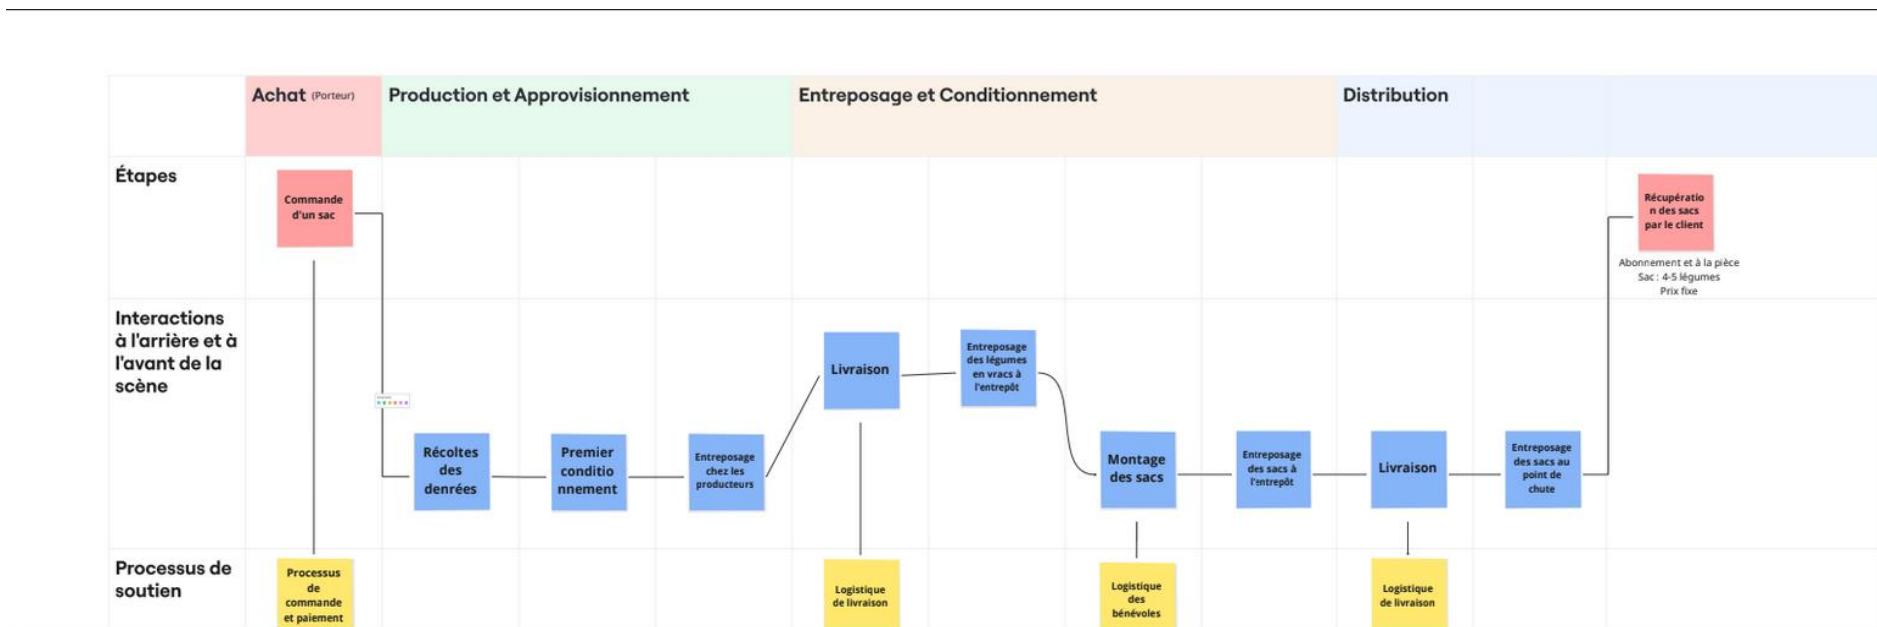 Achat (Porteur)
Production et Approvisionnement
Entreposage et Conditionnement
Distribution
Étapes
Commande
d'un sac
Récupératio
n des sacs
par le client
Abonnement et à la pièce
Sac : 4-5 légumes
Prix fixe
Interactions
à l'arrière et à
l'avant de la
scène
Récoltes
des
denrées
Premier
conditio
nnement
Entreposage
chez les
producteurs
Livraison
Entreposage
des légumes
en vracs à
l'entrepôt
Montage
des sacs
Entreposage
des sacs à
l'entrepôt
Livraison
Entreposage
des sacs au
point de
chute
Processus de
soutien
Processus
de
commande
et paiement
Logistique
de livraison
Logistique
des
bénévoles
Logistique
de livraison